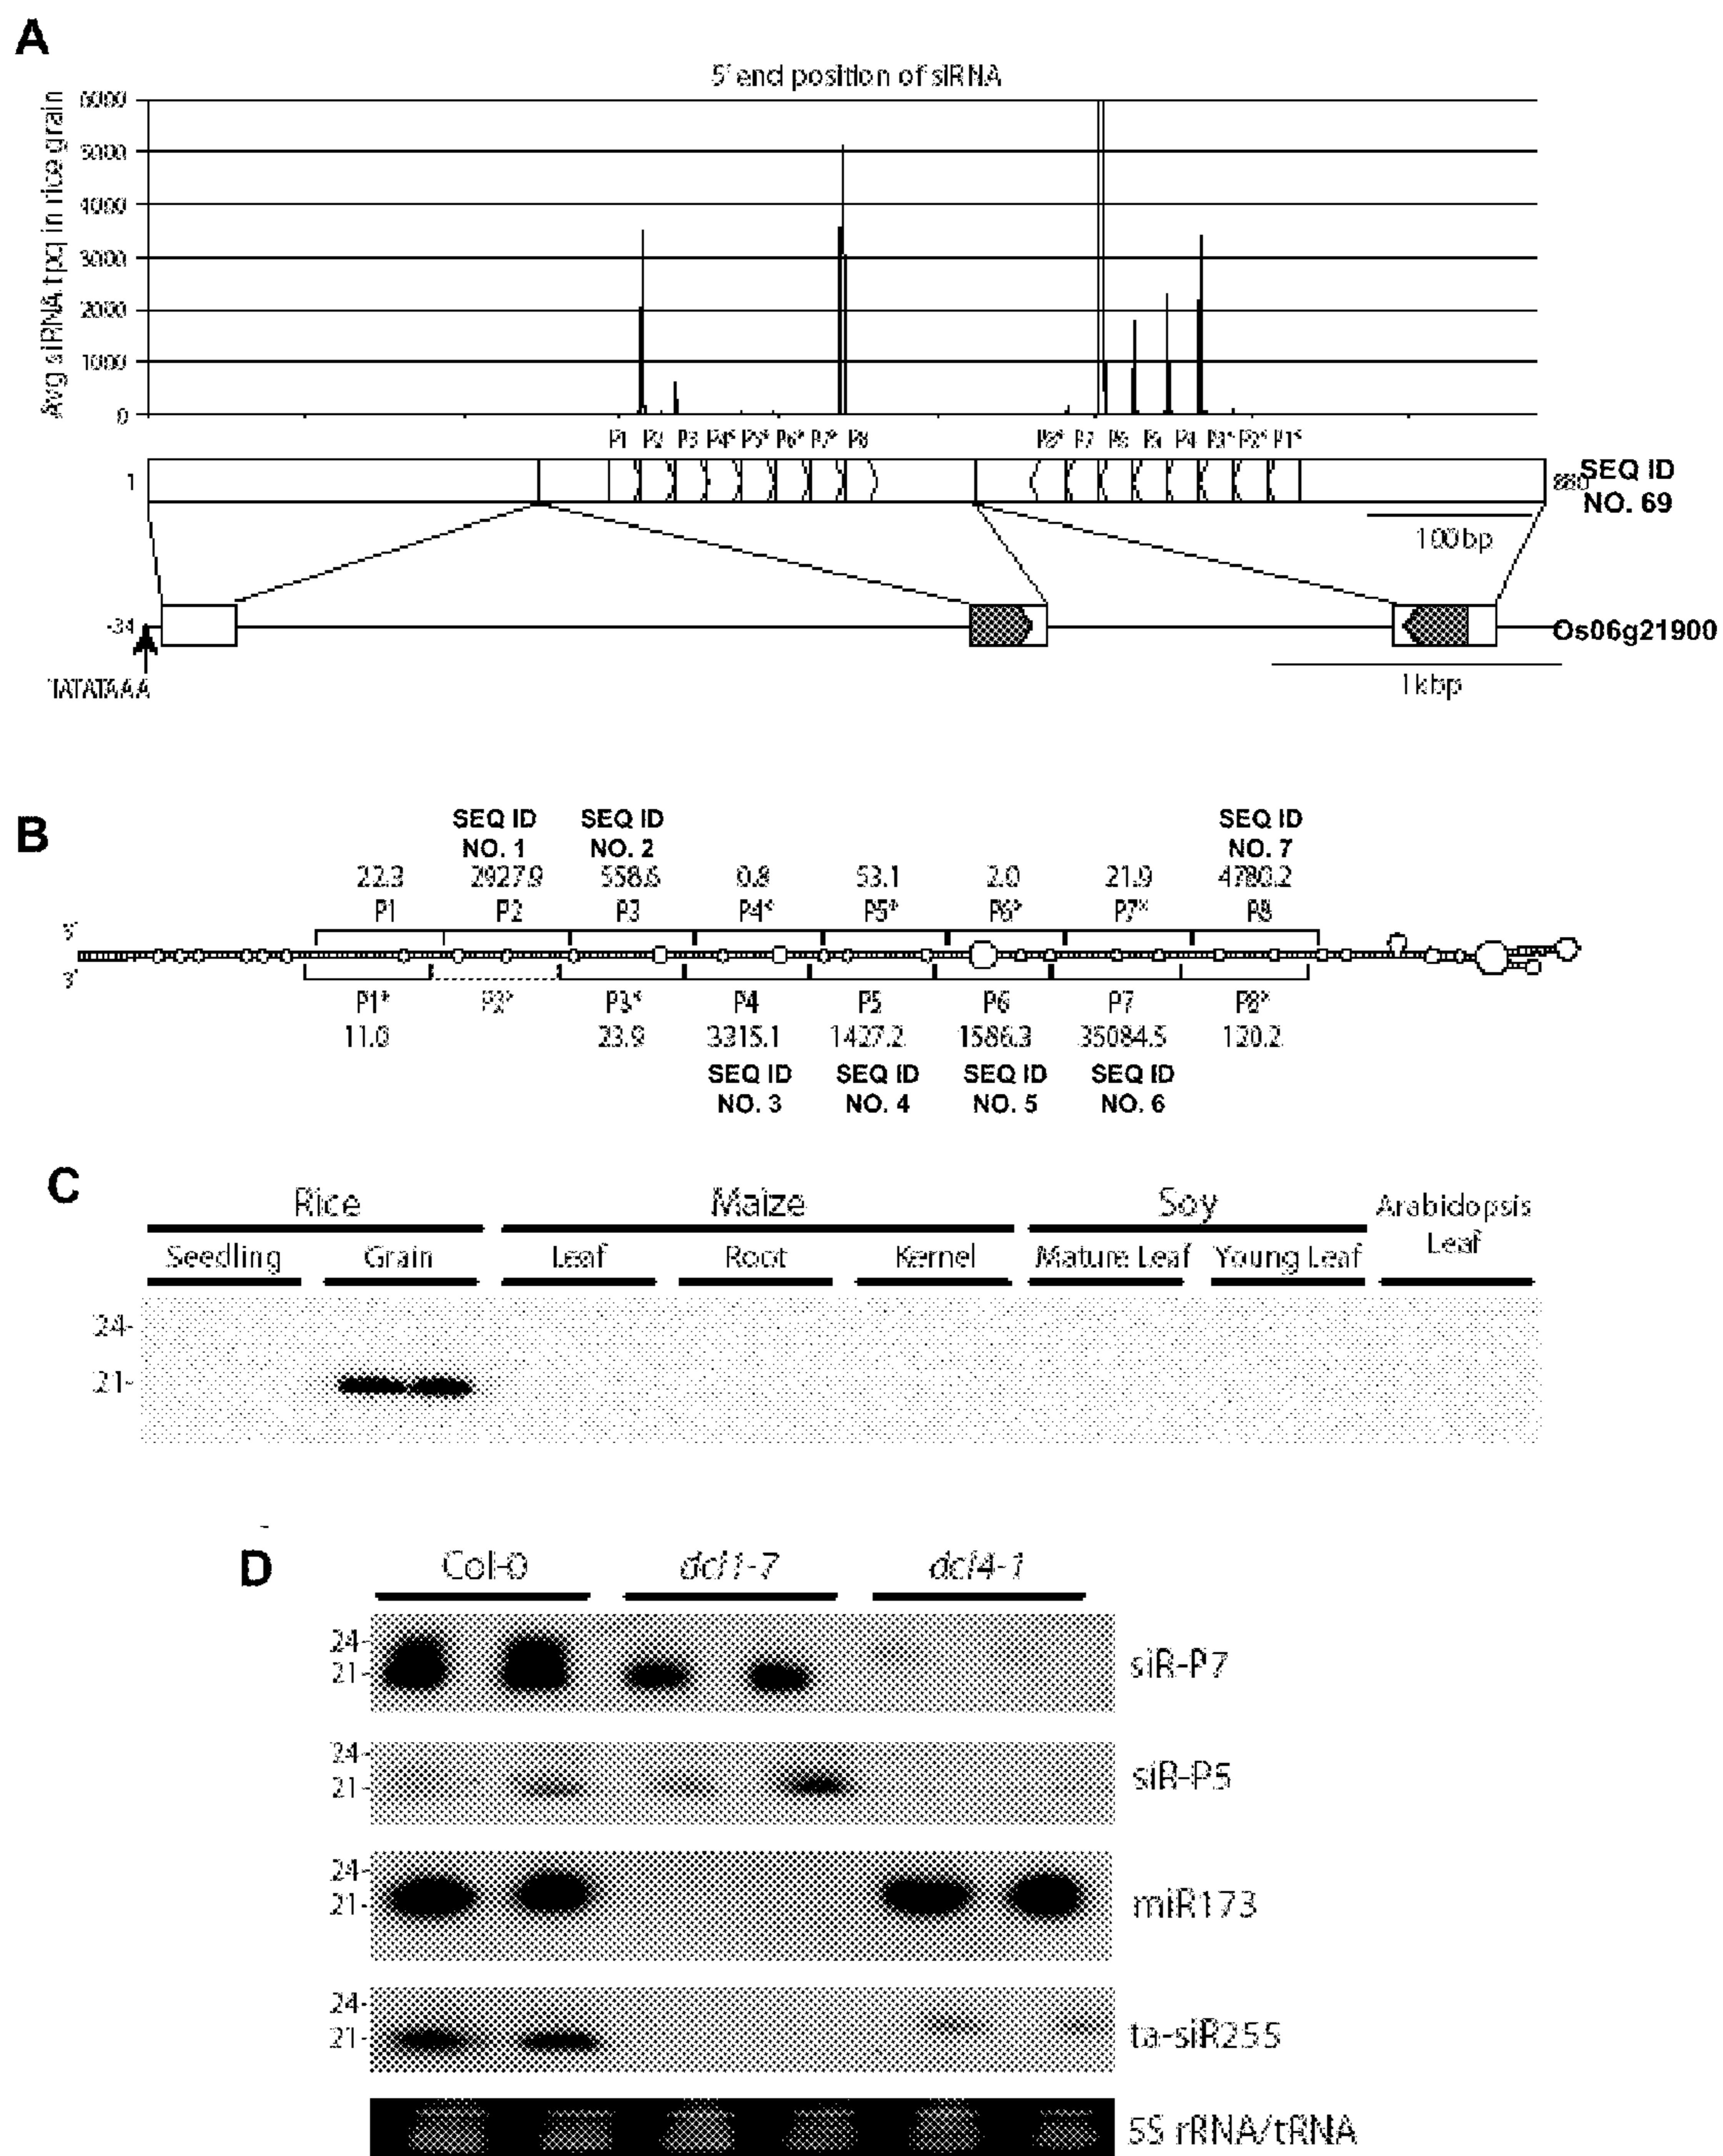 A
5' end position of siRNA
Avg siRNA tpq in rice grain
6000
5000
4000
3000
2000
1000
0
P1 P2 P3 P4* P5* P6* P7* P8 P8* P7 P6 P5 P4 P3* P2* P1*
1
880
SEQ ID
NO. 69
100bp
-34
Os06g21900
TATATAAA
1kbp
B
SEQ ID
NO. 1
SEQ ID
NO. 2
SEQ ID
NO. 7
22.3 2927.9 558.6 0.8 53.1 2.0 21.9 4780.2
P1 P2 P3 P4* P5* P6* P7* P8
5'
3'
P1* P2* P3* P4 P5 P6 P7 P8*
11.0 23.9 3315.1 1427.2 1586.3 35084.5 120.2
SEQ ID
NO. 3
SEQ ID
NO. 4
SEQ ID
NO. 5
SEQ ID
NO. 6
C
Rice Maize Soy Arabidopsis
Leaf
Seedling Grain Leaf Root Kernel Mature Leaf Young Leaf
24-
21-
D
Col-0 dcl1-7 dcl4-1
24-
21-
siR-P7
24-
21-
siR-P5
24-
21-
miR173
24-
21-
ta-siR255
5S rRNA/tRNA